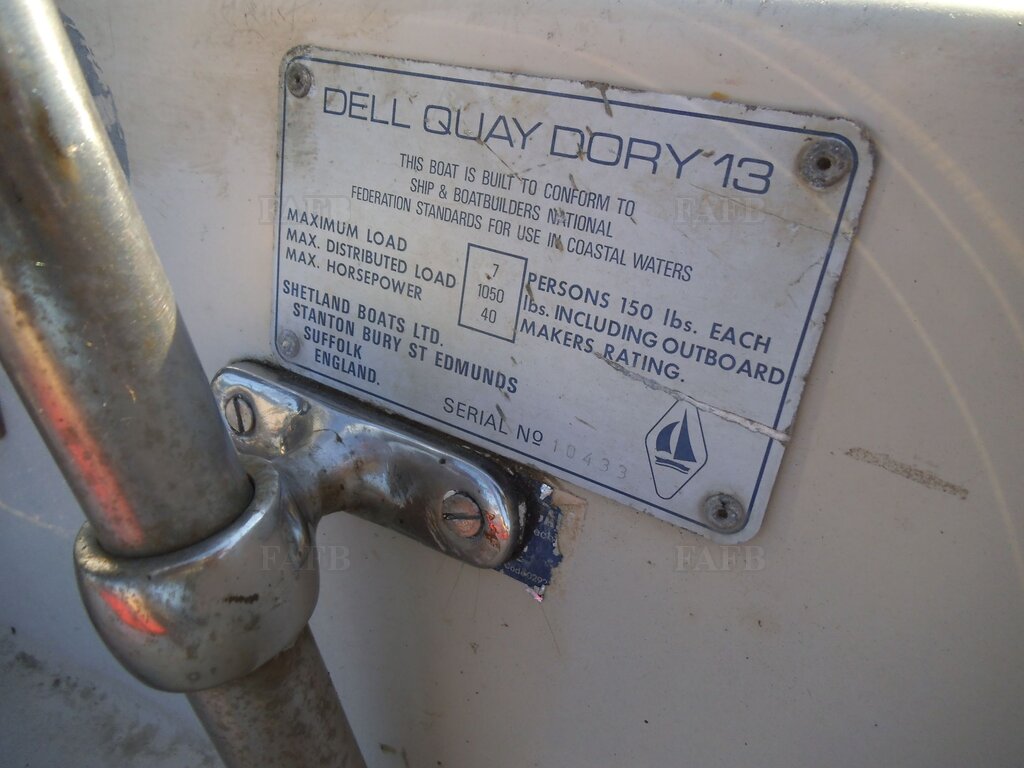 DELL QUAY DORY 13
THIS BOAT IS BUILT TO CONFORM TO
SHIP & BOATBUILDERS NATIONAL
FEDERATION STANDARDS FOR USE IN COASTAL WATERS
MAXIMUM LOAD 7 PERSONS 150 lbs. EACH
MAX. DISTRIBUTED LOAD 1050 lbs. INCLUDING OUTBOARD
MAX. HORSEPOWER 40 MAKERS RATING.
SHETLAND BOATS LTD.
STANTON BURY ST EDMUNDS
SUFFOLK
ENGLAND.
SERIAL Nº 10433
FAFB FAFB
FAFB FAFB